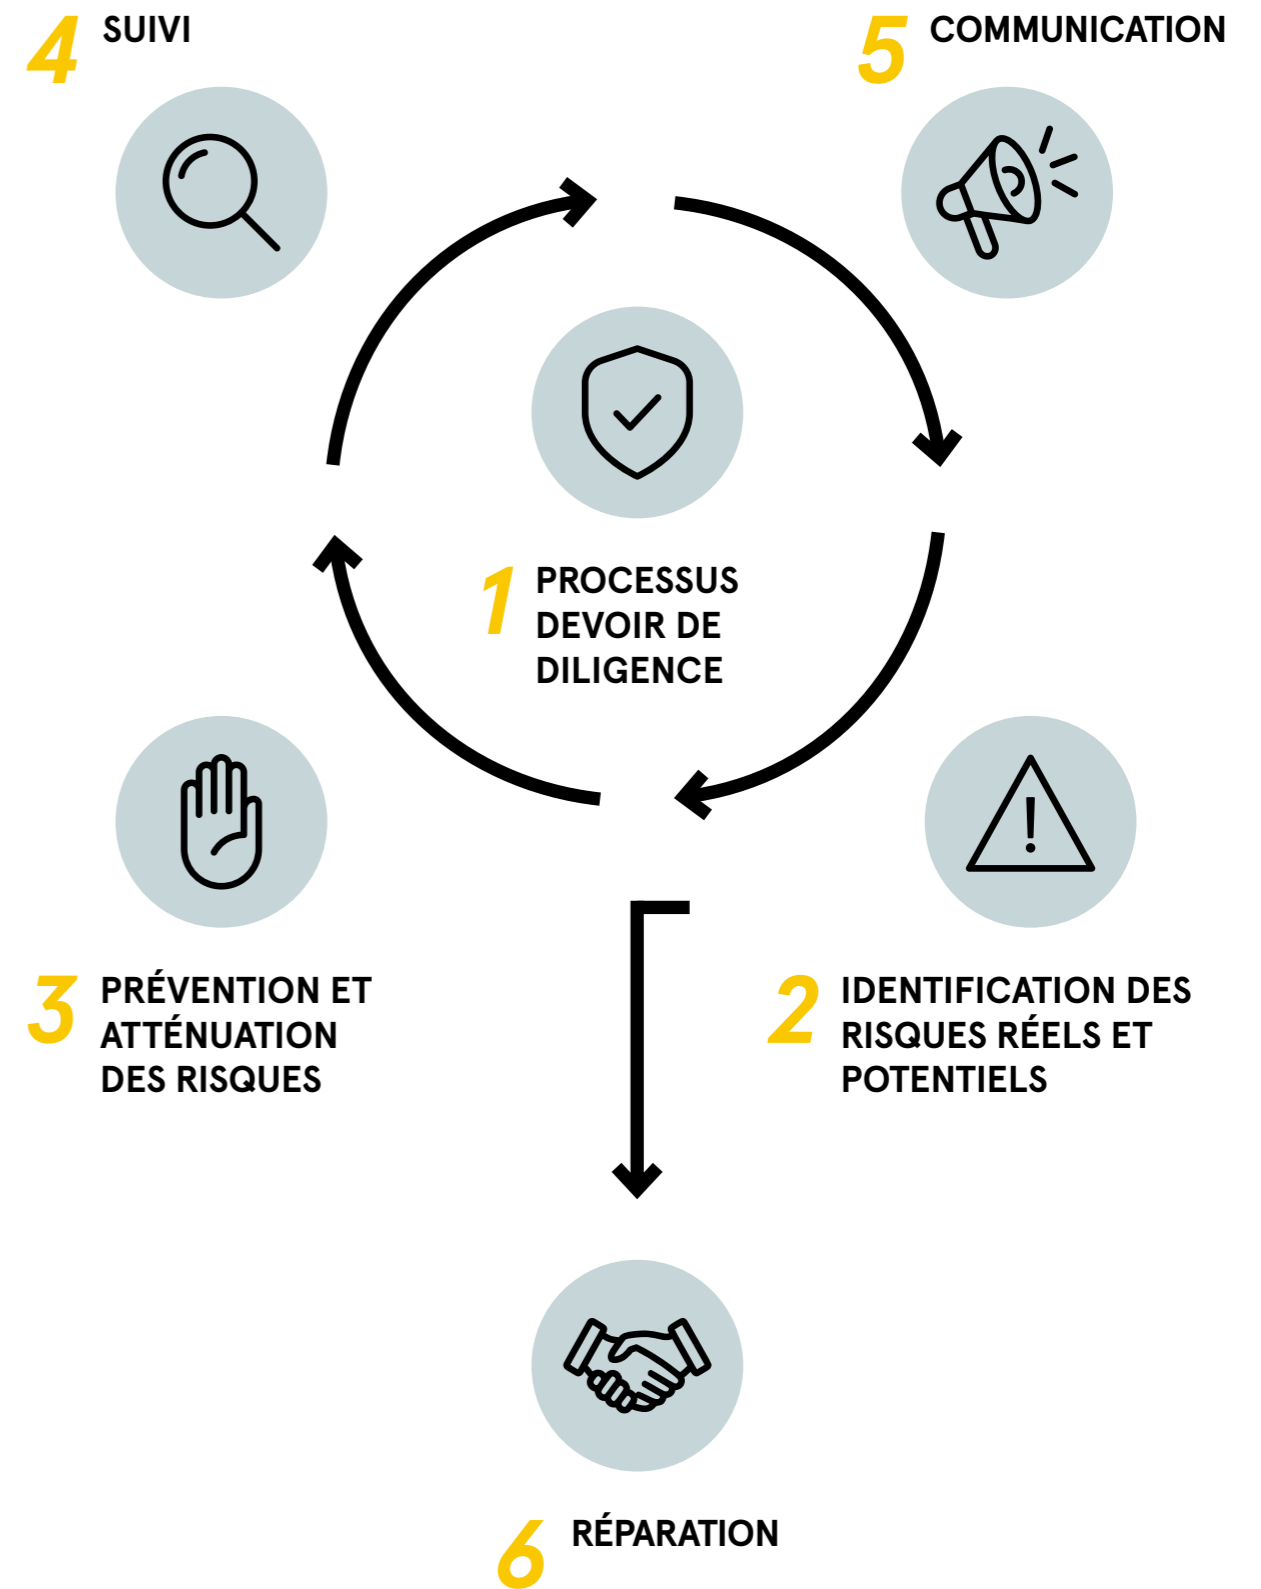 4 SUIVI
5 COMMUNICATION
1 PROCESSUS
DEVOIR DE
DILIGENCE
3 PRÉVENTION ET
ATTÉNUATION
DES RISQUES
2 IDENTIFICATION DES
RISQUES RÉELS ET
POTENTIELS
6 RÉPARATION